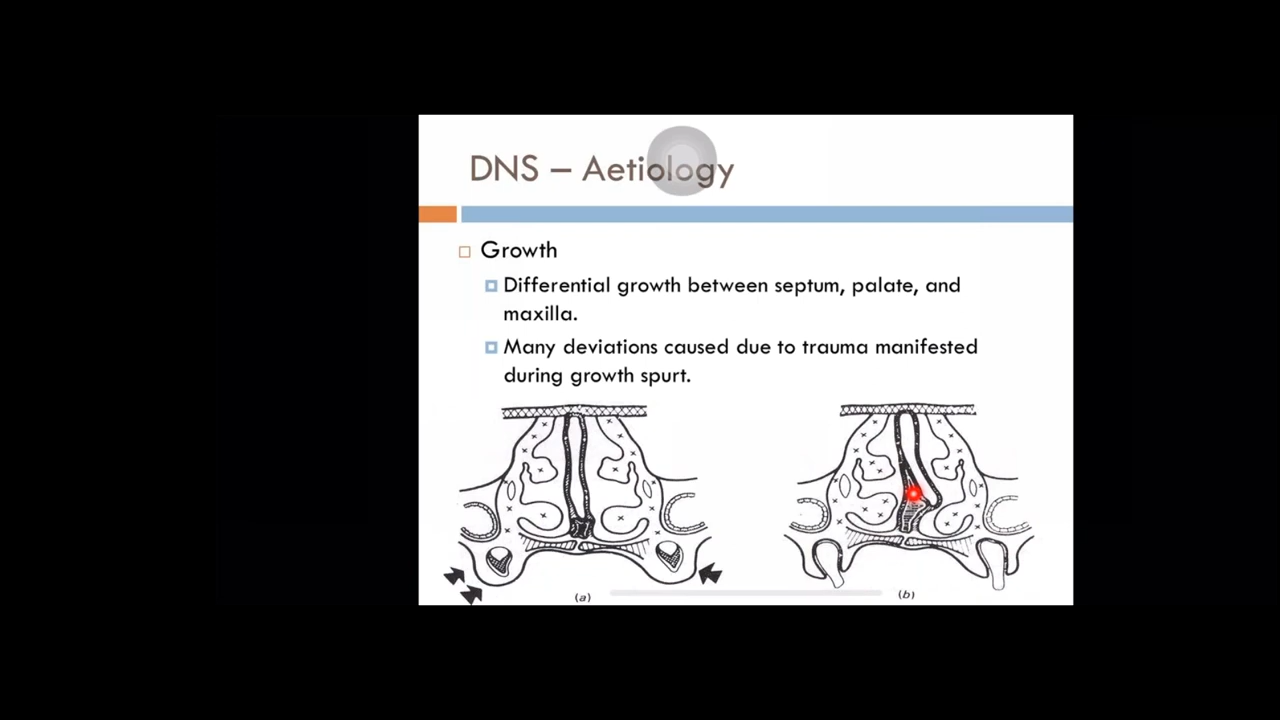 DNS – Aetiology
Growth
Differential growth between septum, palate, and
maxilla.
Many deviations caused due to trauma manifested
during growth spurt.
(a)
(b)